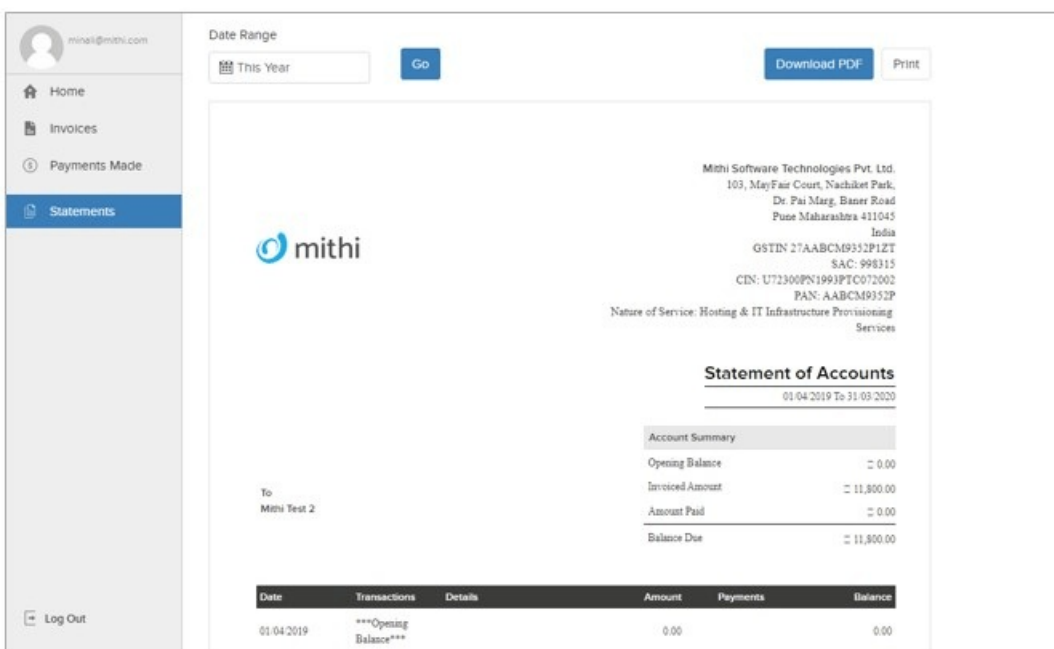 minali@mithi.com
Home
Invoices
Payments Made
Statements
Log Out
Date Range
This Year
Go
Download PDF
Print
mithi
Mithi Software Technologies Pvt. Ltd.
103, MayFair Court, Nachiket Park,
Dr. Pai Marg, Baner Road
Pune Maharashtra 411045
India
GSTIN 27AABCM9352P1ZT
SAC: 998315
CIN: U72300PN1993PTC072002
PAN: AABCM9352P
Nature of Service: Hosting & IT Infrastructure Provisioning
Services
Statement of Accounts
01/04/2019 To 31/03/2020
Account Summary
Opening Balance 0.00
Invoiced Amount 11,800.00
Amount Paid 0.00
Balance Due 11,800.00
To
Mithi Test 2
Date Transactions Details Amount Payments Balance
01/04/2019 ***Opening
Balance*** 0.00 0.00